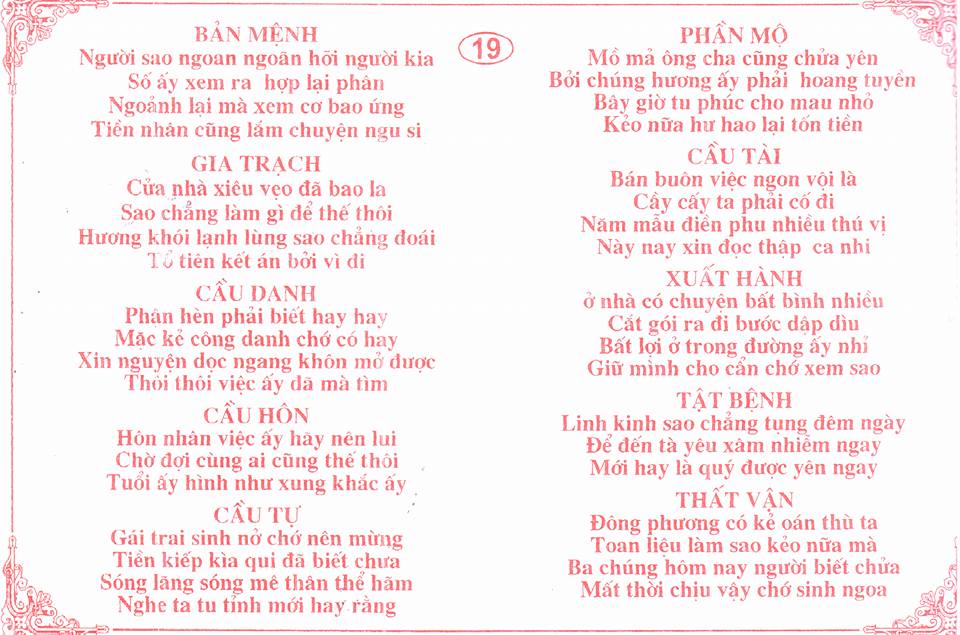 BẢN MỆNH
Người sao ngoan ngoãn hỡi người kia
Số ấy xem ra hợp lại phân
Ngoảnh lại mà xem cơ bao ứng
Tiền nhân cũng lắm chuyện ngu si
GIA TRẠCH
Cửa nhà xiêu vẹo đã bao la
Sao chẳng làm gì để thế thôi
Hương khói lạnh lùng sao chẳng đoái
Tổ tiên kết án bởi vì đi
CẦU DANH
Phân hèn phải biết hay hay
Mặc kẻ công danh chớ có hay
Xin nguyện dọc ngang khôn mở được
Thôi thôi việc ấy dã mà tìm
CẦU HÔN
Hôn nhân việc ấy hãy nên lui
Chờ đợi cùng ai cũng thế thôi
Tuổi ấy hình như xung khắc ấy
CẦU TỰ
Gái trai sinh nở chớ nên mừng
Tiền kiếp kìa qui đã biết chưa
Sóng lãng sóng mê thân thể hãm
Nghe ta tu tỉnh mới hay rằng
19
PHẦN MỘ
Mồ mả ông cha cũng chửa yên
Bởi chúng hương ấy phải hoang tuyền
Bây giờ tu phúc cho mau nhỏ
Kẻo nữa hư hao lại tốn tiền
CẦU TÀI
Bán buôn việc ngon vội là
Cầy cấy ta phải cố đi
Năm mẫu điền phu nhiều thú vị
Này nay xin đọc thập ca nhi
XUẤT HÀNH
ở nhà có chuyện bất bình nhiều
Cắt gói ra đi bước dập dìu
Bất lợi ở trong đường ấy nhỉ
Giữ mình cho cẩn chớ xem sao
TẬT BỆNH
Linh kinh sao chẳng tụng đêm ngày
Để đến tà yêu xâm nhiễm ngay
Mới hay là quý được yên ngay
THẤT VẬN
Đông phương có kẻ oán thù ta
Toan liệu làm sao kẻo nữa mà
Ba chúng hôm nay người biết chửa
Mất thời chịu vậy chớ sinh ngoa